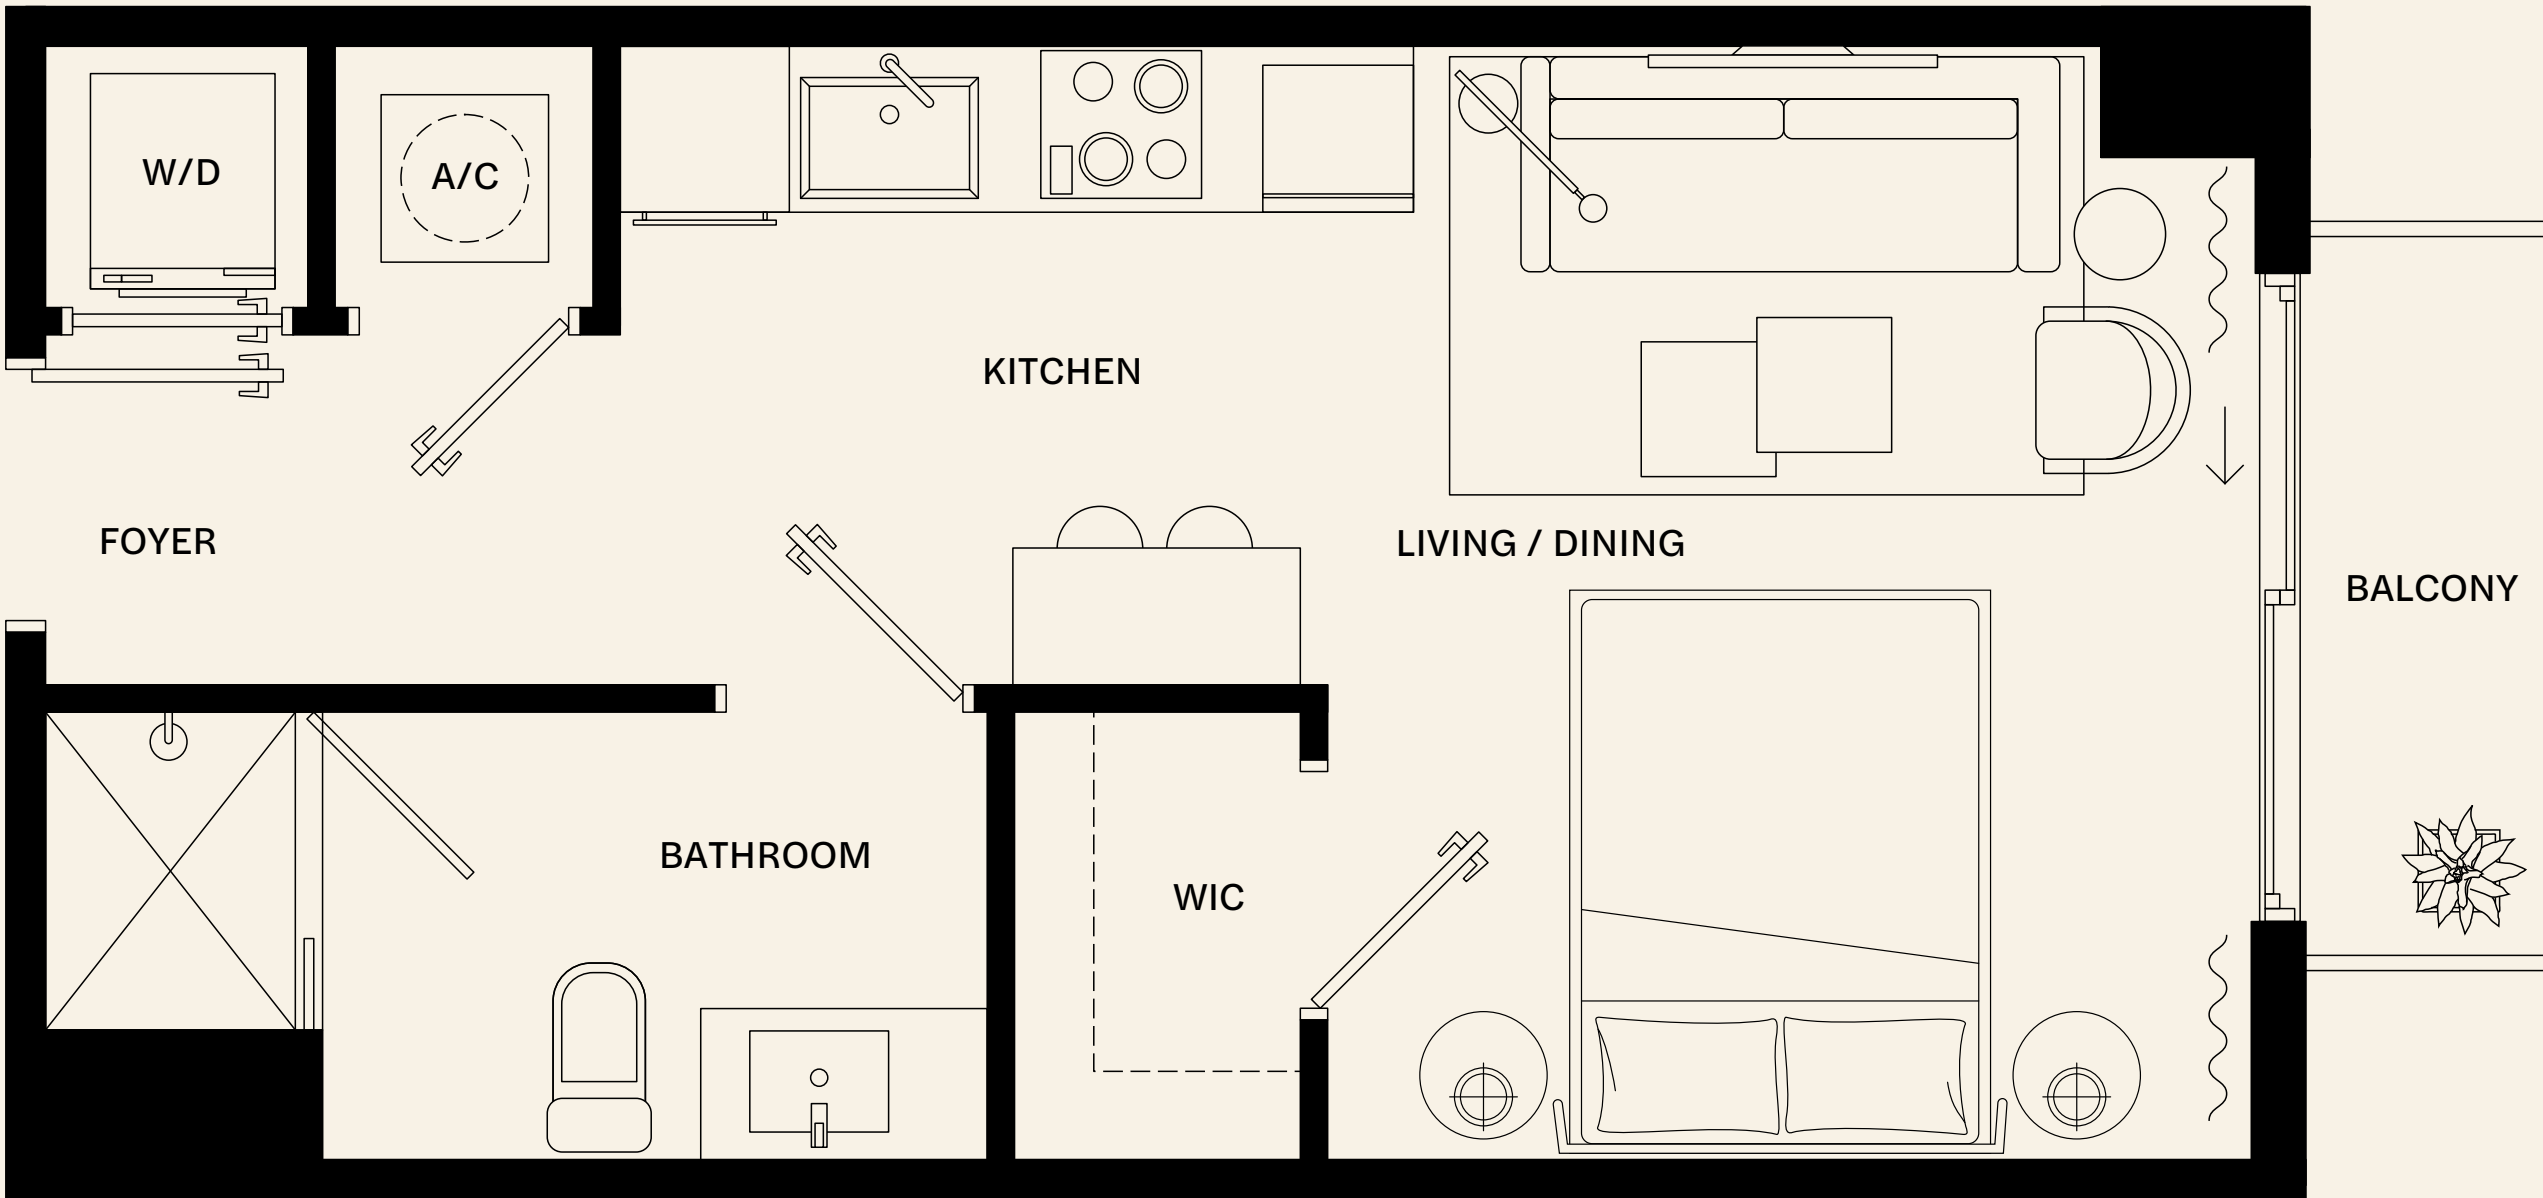 W/D
A/C
KITCHEN
FOYER
LIVING / DINING
BALCONY
BATHROOM
WIC